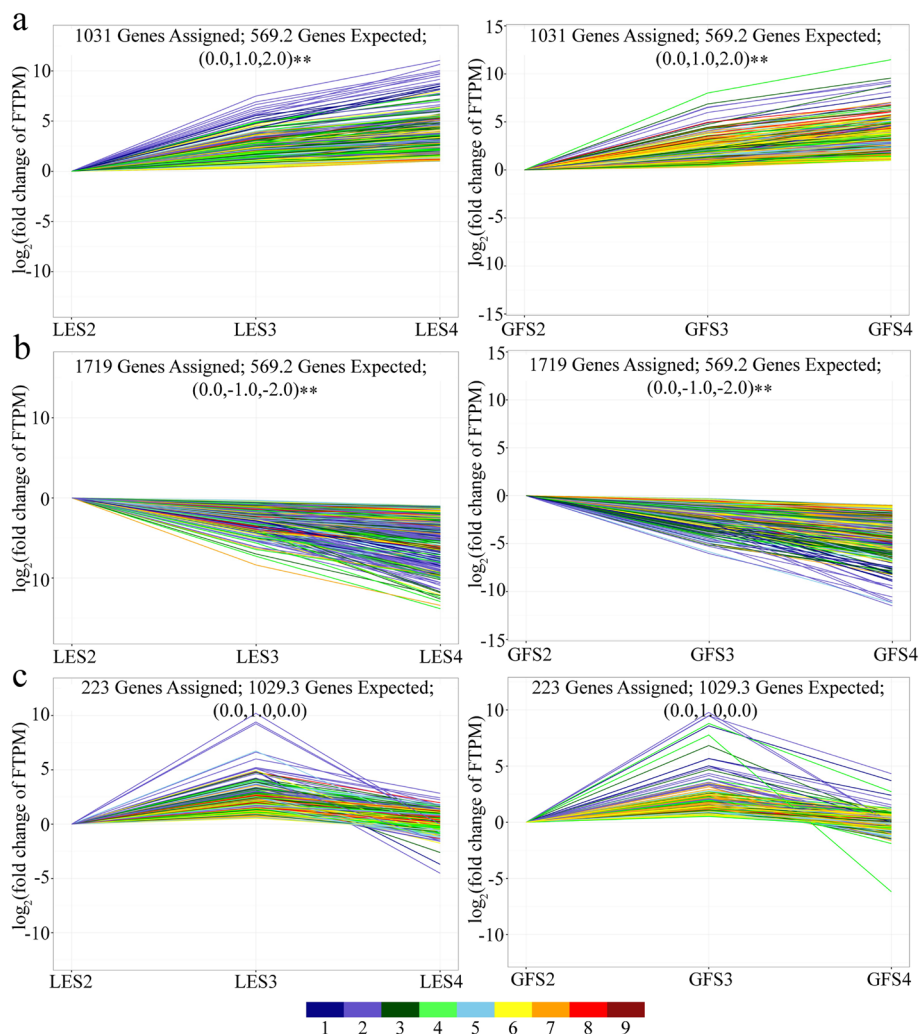 a
1031 Genes Assigned; 569.2 Genes Expected;
(0.0,1.0,2.0)**
log2(fold change of FTPM)
10
5
0
-5
-10
LES2 LES3 LES4
1031 Genes Assigned; 569.2 Genes Expected;
(0.0,1.0,2.0)**
log2(fold change of FTPM)
15
10
5
0
-5
-10
-15
GFS2 GFS3 GFS4
b
1719 Genes Assigned; 569.2 Genes Expected;
(0.0,-1.0,-2.0)**
log2(fold change of FTPM)
10
0
10
LES2 LES3 LES4
1719 Genes Assigned; 569.2 Genes Expected;
(0.0,-1.0,-2.0)**
log2(fold change of FTPM)
15
10
5
0
-5
-10
-15
GFS2 GFS3 GFS4
c
223 Genes Assigned; 1029.3 Genes Expected;
(0.0,1.0,0.0)
log2(fold change of FTPM)
10
5
0
-5
-10
LES2 LES3 LES4
223 Genes Assigned; 1029.3 Genes Expected;
(0.0,1.0,0.0)
log2(fold change of FTPM)
10
5
0
-5
-10
GFS2 GFS3 GFS4
1 2 3 4 5 6 7 8 9